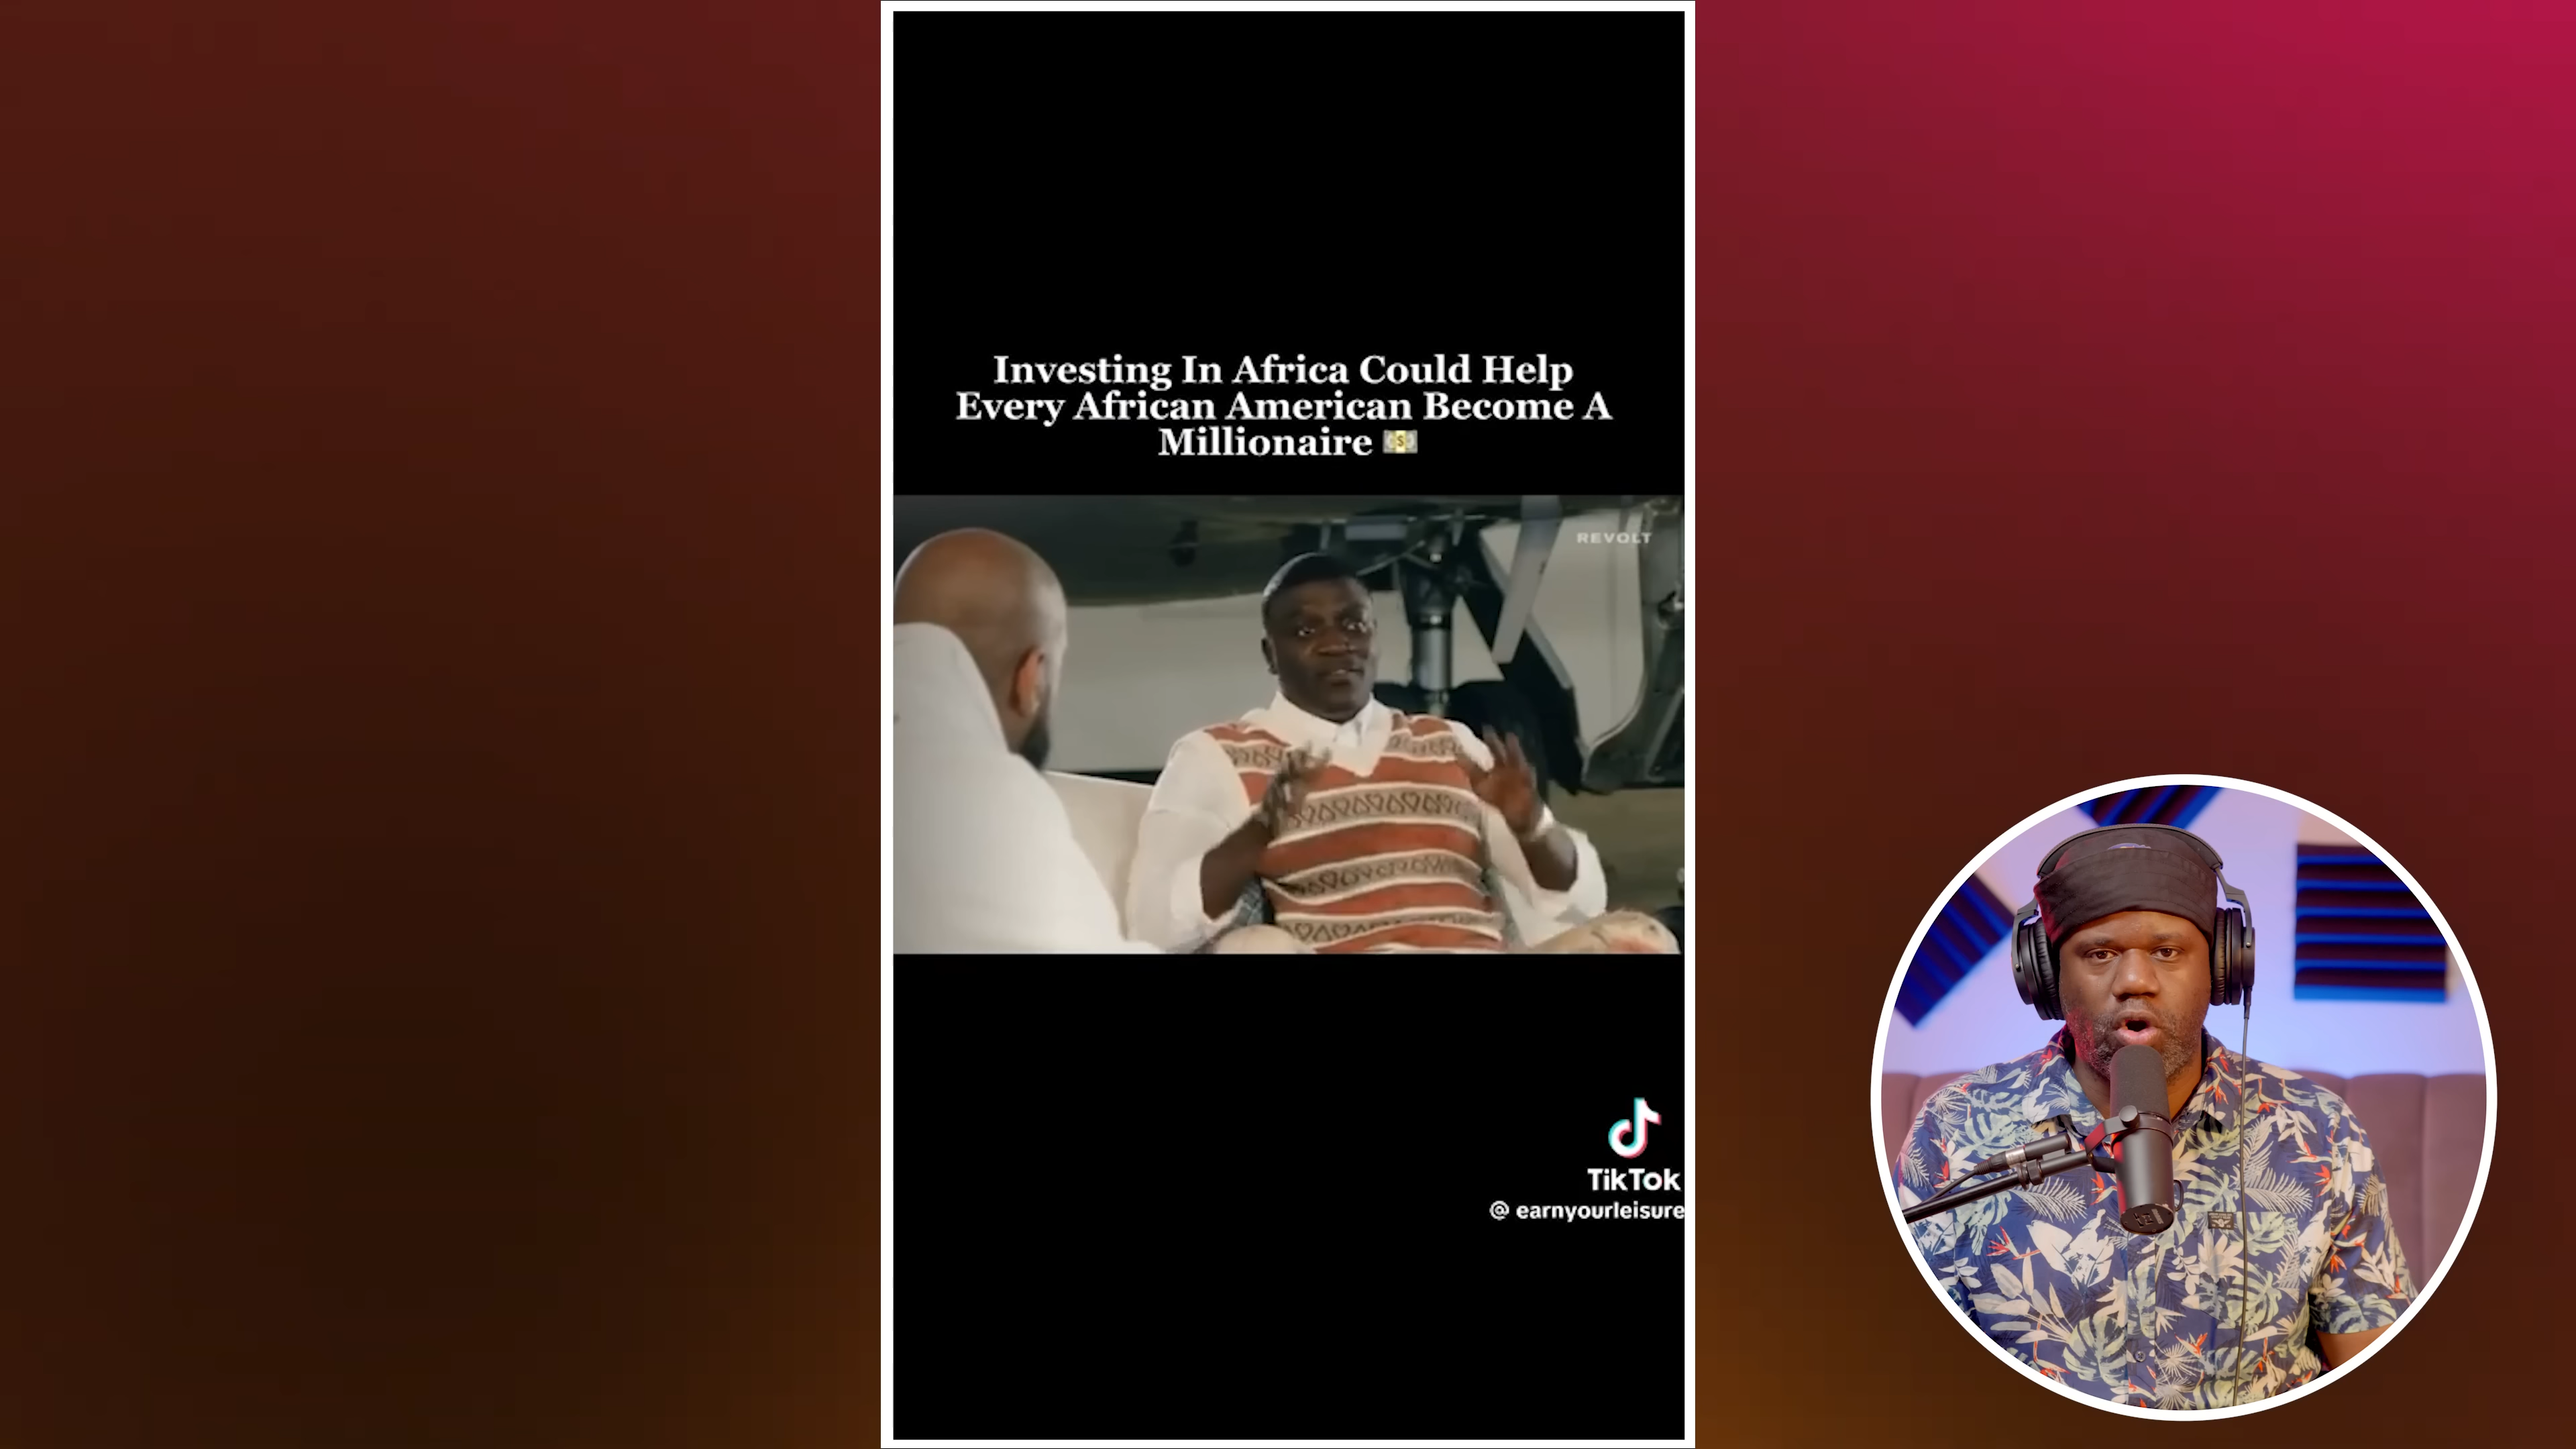 Investing In Africa Could Help
Every African American Become A
Millionaire 💵
REVOLT
TikTok
@ earnyourleisure